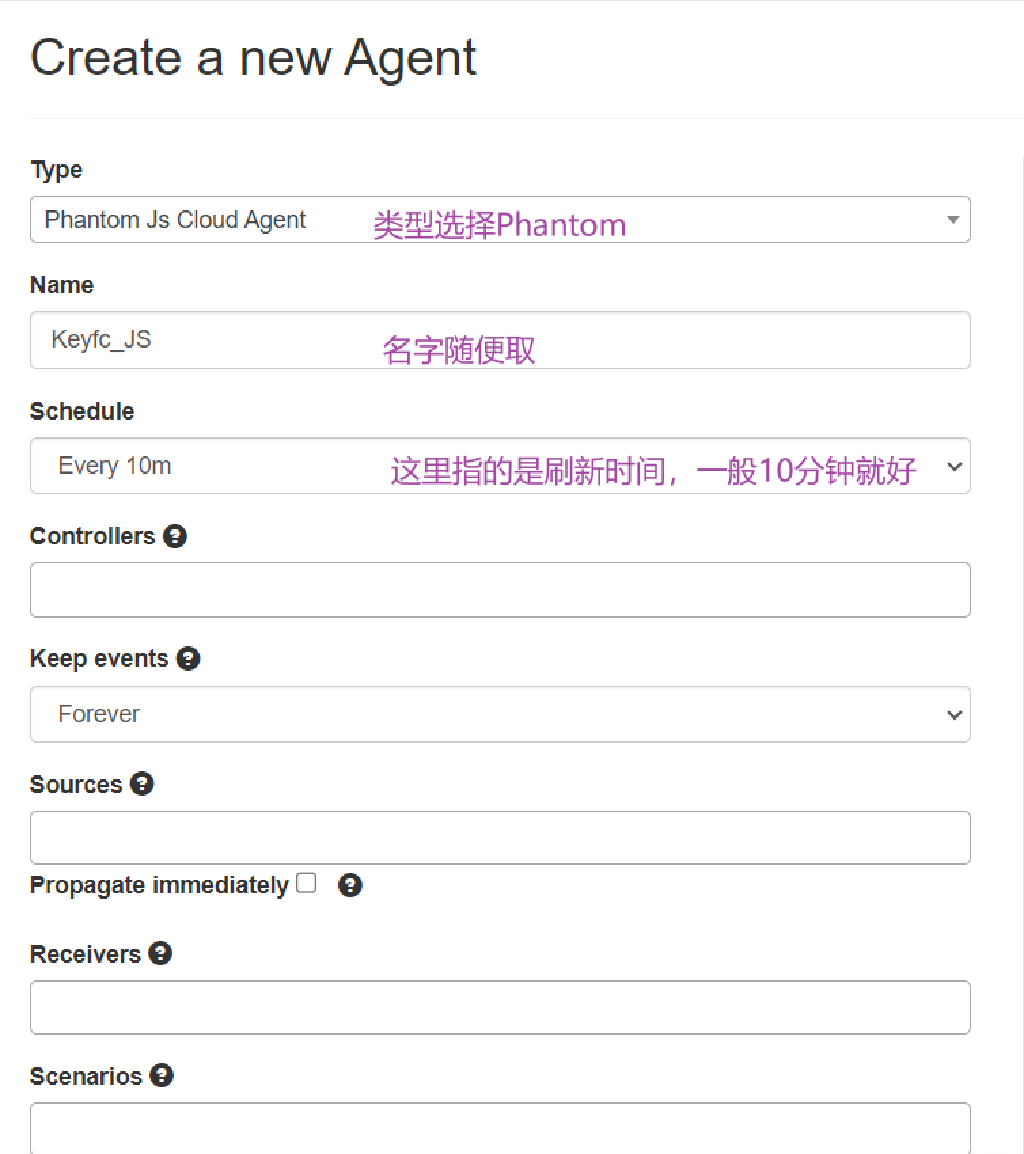 Create a new Agent
Type
Phantom Js Cloud Agent 类型选择Phantom
Name
Keyfc_JS 名字随便取
Schedule
Every 10m 这里指的是刷新时间，一般10分钟就好
Controllers ?
Keep events ?
Forever
Sources ?
Propagate immediately ?
Receivers ?
Scenarios ?